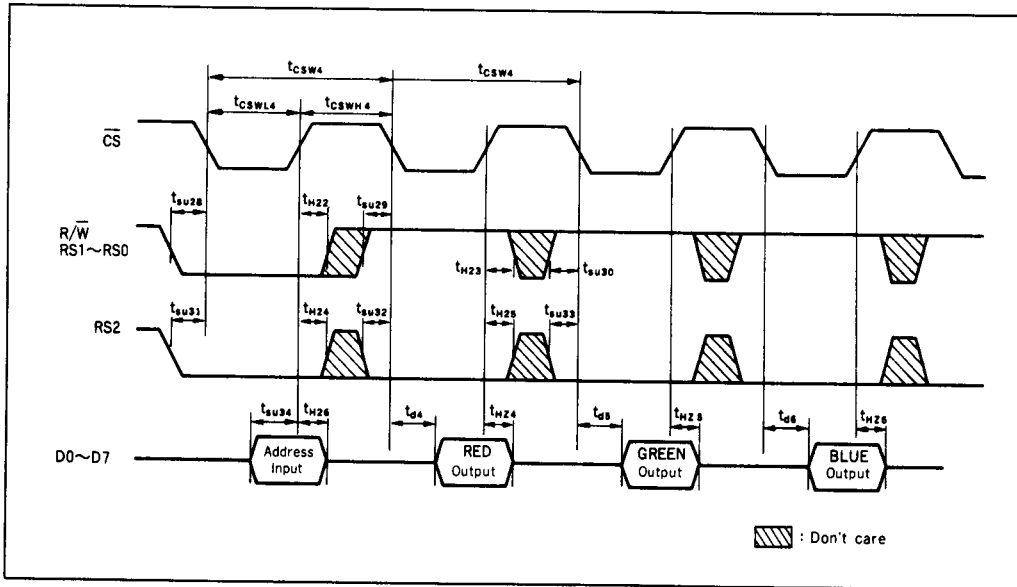 tCSW4 tCSW4
tCSWL4 tCSWH4
CS
tsu28 tH22 tsu29
R/W
RS1~RS0
tH23 tsu30
tsu31 tH24 tsu32 tH25 tsu33
RS2
tsu34 tH26 td4 tHZ4 td5 tHZ5 td6 tHZ6
D0~D7
Address
Input
RED
Output
GREEN
Output
BLUE
Output
: Don't care